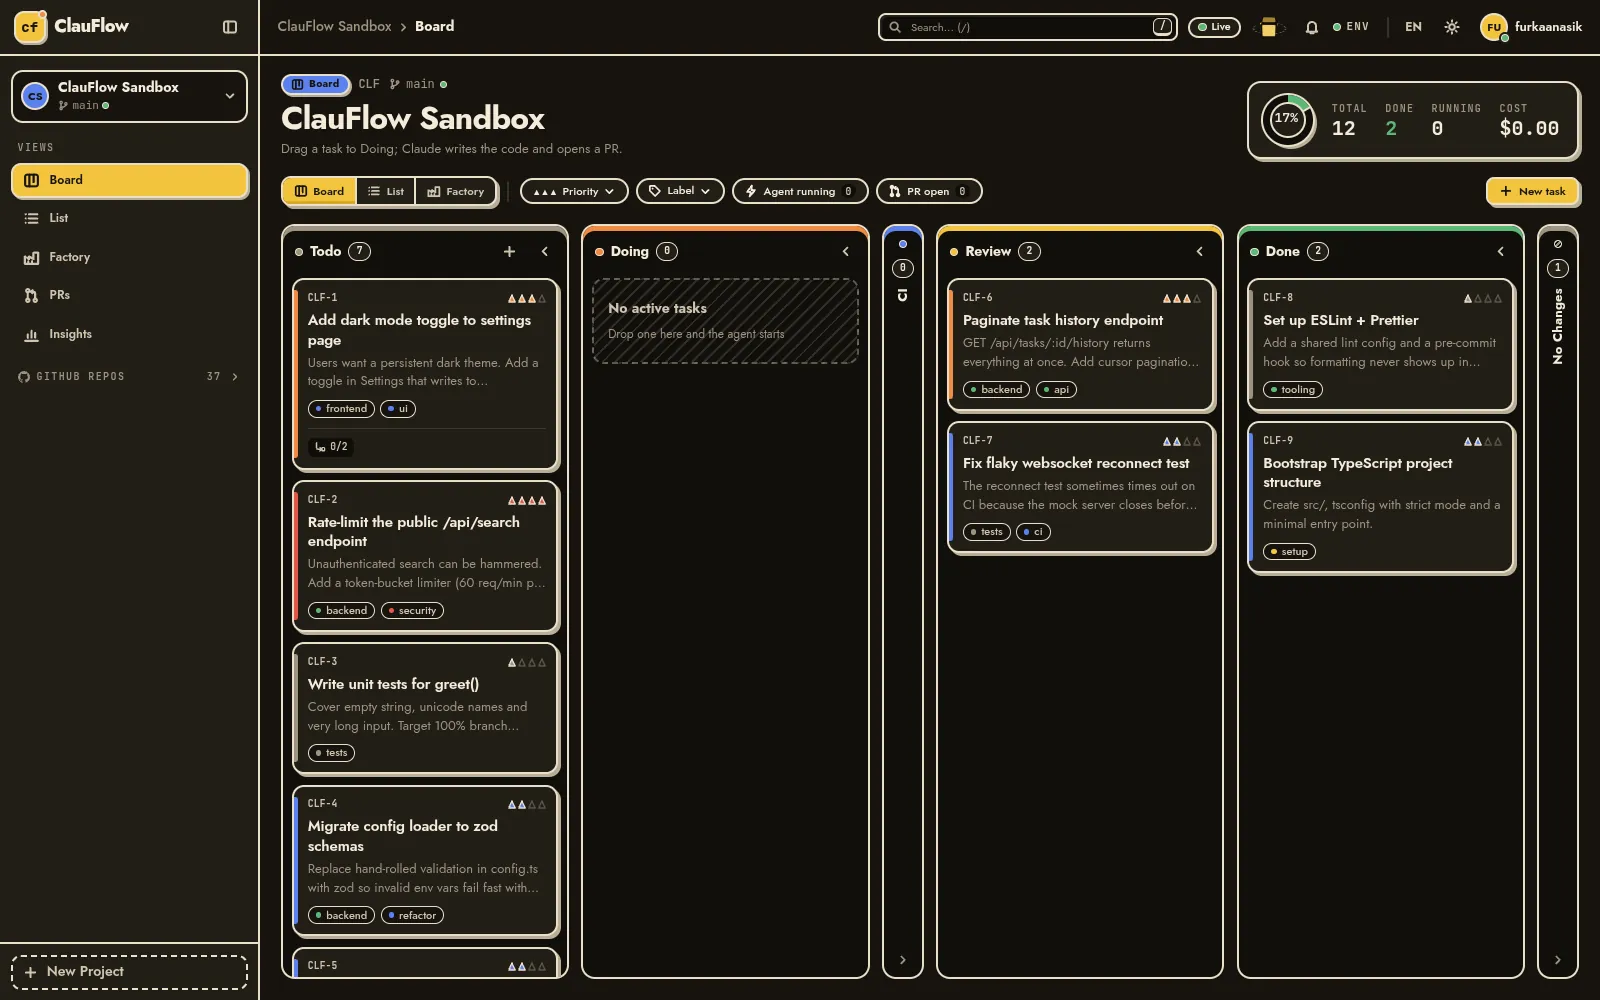 cf ClauFlow
ClauFlow Sandbox > Board
Search... (/) /
Live
ENV
EN
FU furkaanasik
CS ClauFlow Sandbox
main
VIEWS
Board
List
Factory
PRs
Insights
GITHUB REPOS 37
New Project
Board CLF main
ClauFlow Sandbox
Drag a task to Doing; Claude writes the code and opens a PR.
17%
TOTAL DONE RUNNING COST
12 2 0 $0.00
Board List Factory
Priority
Label
Agent running 0
PR open 0
New task
Todo 7
CLF-1
Add dark mode toggle to settings
page
Users want a persistent dark theme. Add a
toggle in Settings that writes to...
frontend ui
0/2
CLF-2
Rate-limit the public /api/search
endpoint
Unauthenticated search can be hammered.
Add a token-bucket limiter (60 req/min p...
backend security
CLF-3
Write unit tests for greet()
Cover empty string, unicode names and
very long input. Target 100% branch...
tests
CLF-4
Migrate config loader to zod
schemas
Replace hand-rolled validation in config.ts
with zod so invalid env vars fail fast with...
backend refactor
CLF-5
Doing 0
No active tasks
Drop one here and the agent starts
0
CI
Review 2
CLF-6
Paginate task history endpoint
GET /api/tasks/:id/history returns
everything at once. Add cursor paginatio...
backend api
CLF-7
Fix flaky websocket reconnect test
The reconnect test sometimes times out on
CI because the mock server closes befor...
tests ci
Done 2
CLF-8
Set up ESLint + Prettier
Add a shared lint config and a pre-commit
hook so formatting never shows up in...
tooling
CLF-9
Bootstrap TypeScript project
structure
Create src/, tsconfig with strict mode and a
minimal entry point.
setup
1
No Changes